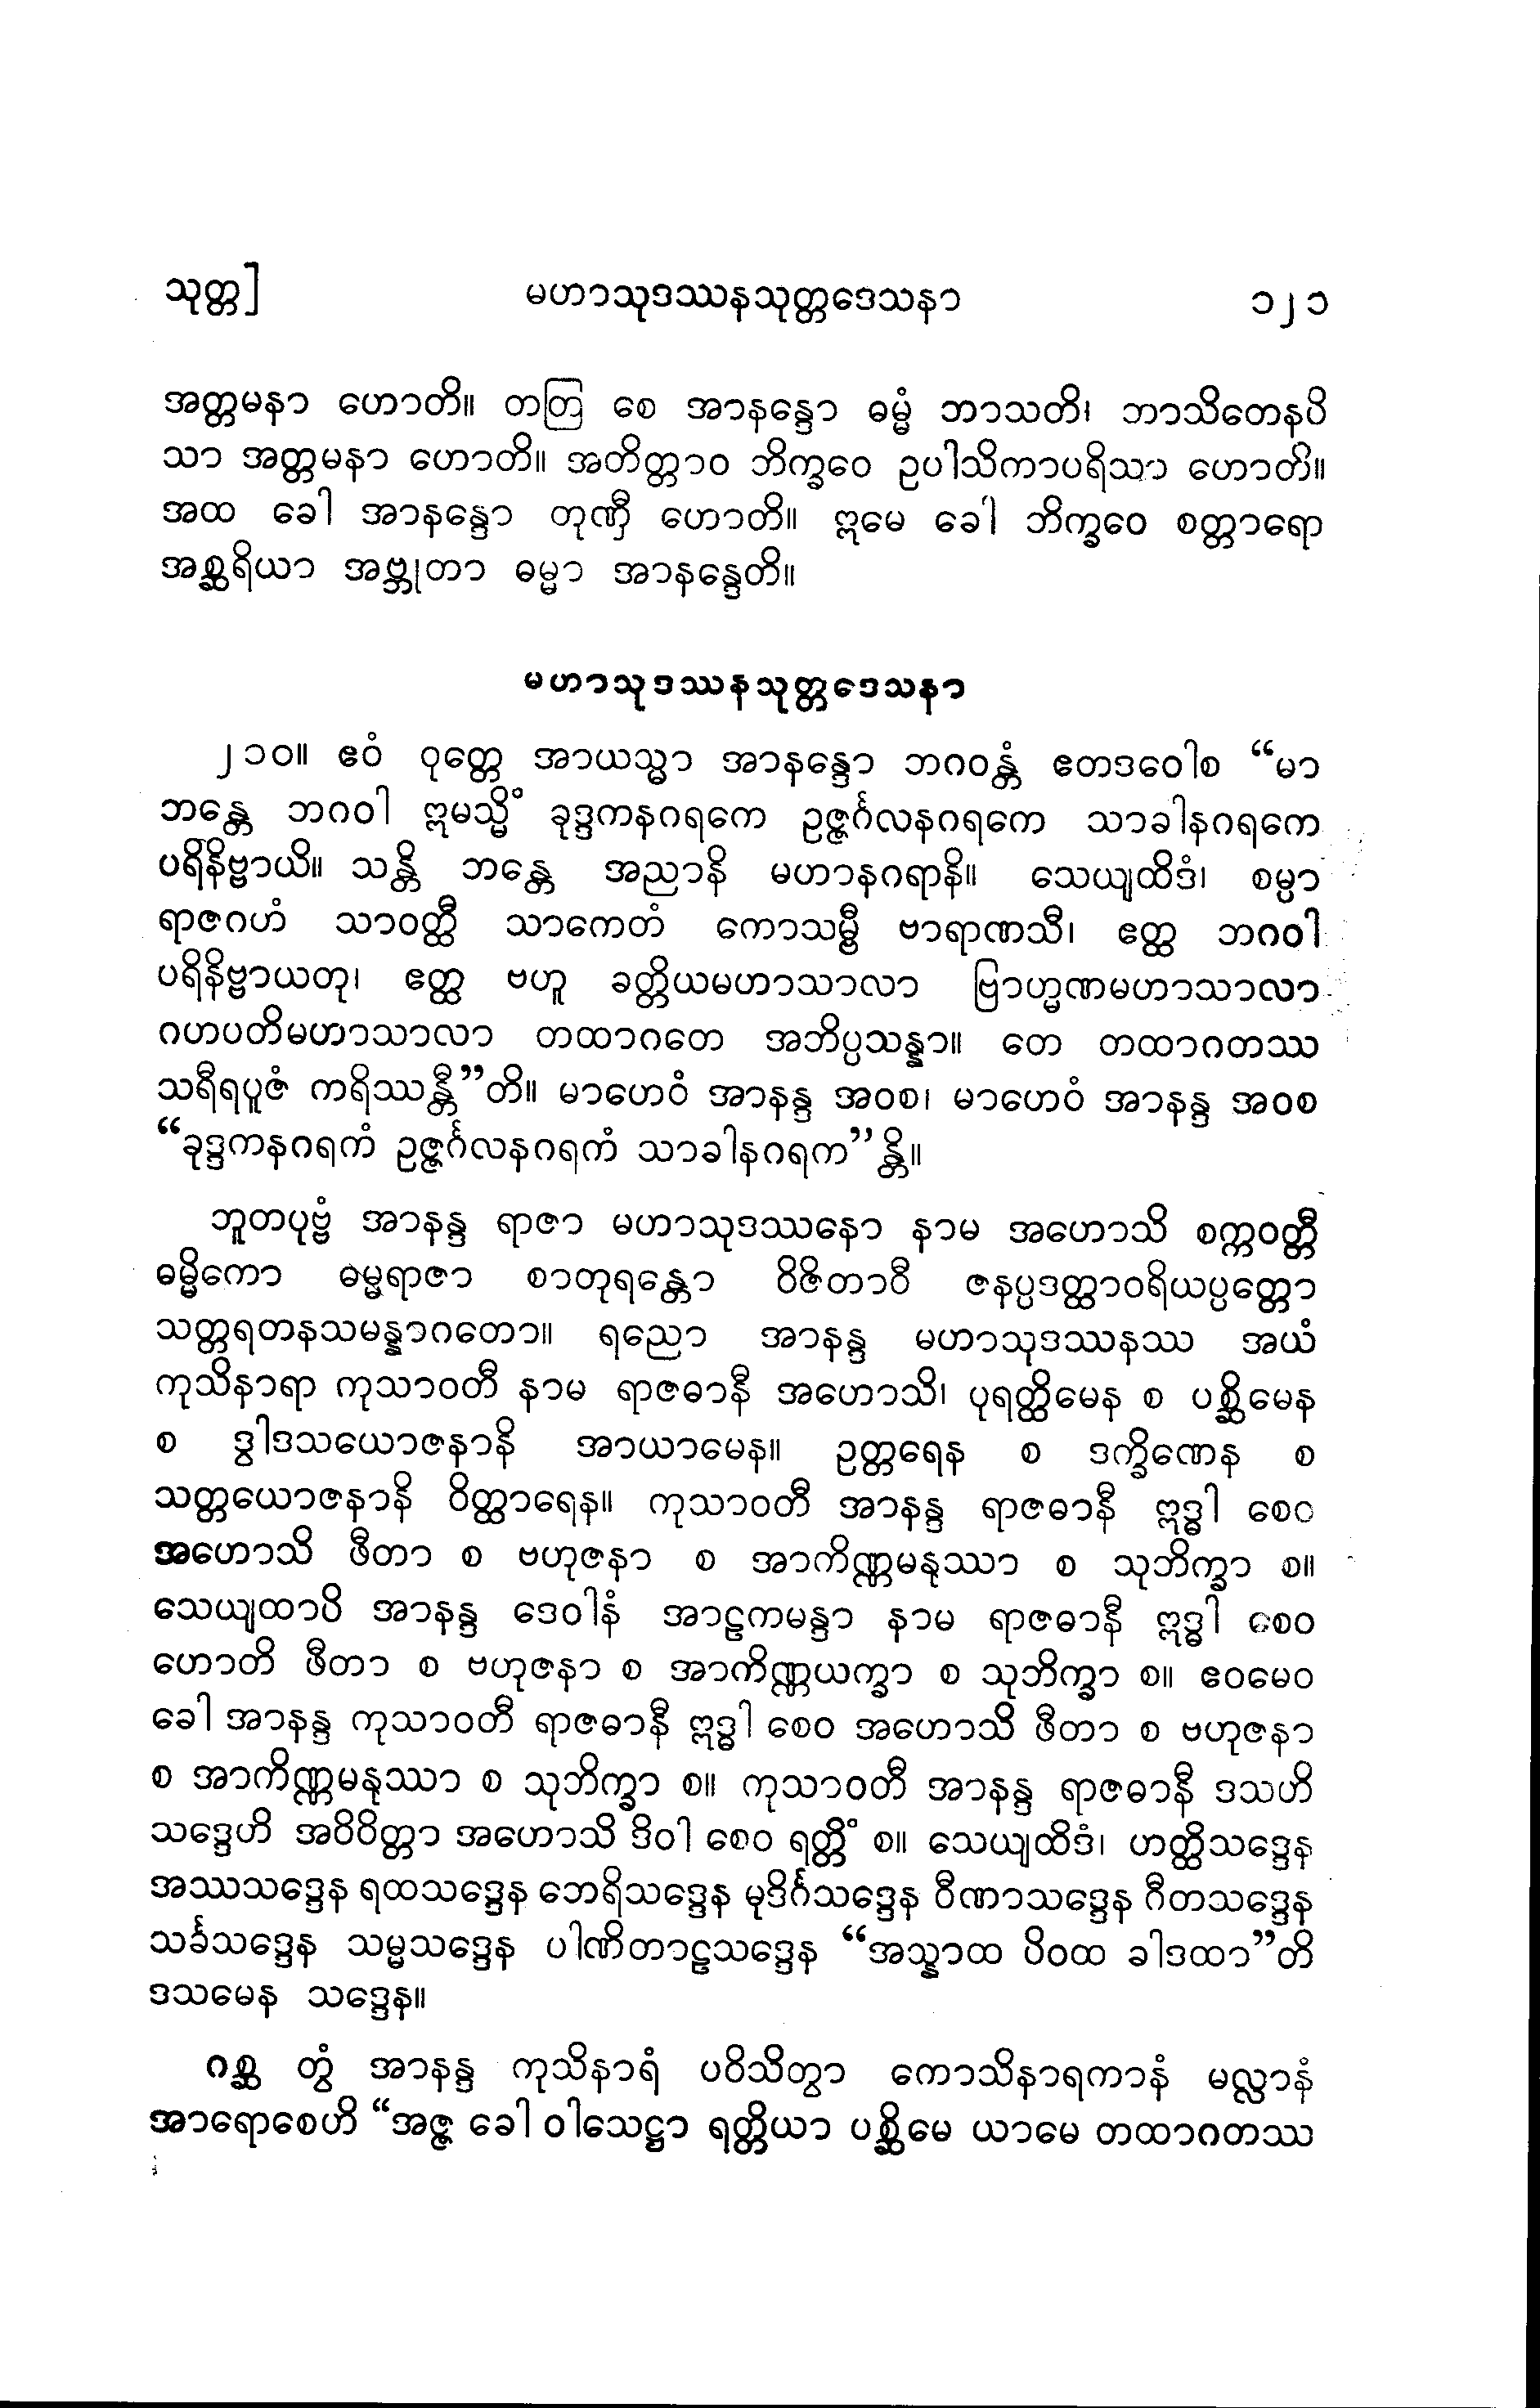 သုတ္တ] မဟာသုဒဿနသုတ္တဒေသနာ ၁၂၁
အတ္တမနာ ဟောတိ။ တတြ စေ အာနန္ဒော ဓမ္မံ ဘာသတိ၊ ဘာသိတေနပိ
သာ အတ္တမနာ ဟောတိ။ အတိတ္တာဝ ဘိက္ခဝေ ဥပါသိကာပရိသာ ဟောတိ။
အထ ခေါ အာနန္ဒော တုဏှီ ဟောတိ။ ဣမေ ခေါ ဘိက္ခဝေ စတ္တာရော
အစ္ဆရိယာ အဗ္ဘုတာ ဓမ္မာ အာနန္ဒေတိ။
မဟာသုဒဿနသုတ္တဒေသနာ
၂၁၀။ ဧဝံ ဝုတ္တေ အာယသ္မာ အာနန္ဒော ဘဂဝန္တံ ဧတဒဝေါစ “မာ
ဘန္တေ ဘဂဝါ ဣမသ္မိံ ခုဒ္ဒကနဂရကေ ဥဇ္ဇင်္ဂလနဂရကေ သာခါနဂရကေ
ပရိနိဗ္ဗာယိ။ သန္တိ ဘန္တေ အညာနိ မဟာနဂရာနိ။ သေယျထိဒံ၊ စမ္ပာ
ရာဇဂဟံ သာဝတ္ထီ သာကေတံ ကောသမ္ဗီ ဗာရာဏသီ၊ ဧတ္ထ ဘဂဝါ
ပရိနိဗ္ဗာယတု၊ ဧတ္ထ ဗဟူ ခတ္တိယမဟာသာလာ ဗြာဟ္မဏမဟာသာလာ
ဂဟပတိမဟာသာလာ တထာဂတေ အဘိပ္ပသန္နာ။ တေ တထာဂတဿ
သရီရပူဇံ ကရိဿန္တီ”တိ။ မာဟေဝံ အာနန္ဒ အဝစ၊ မာဟေဝံ အာနန္ဒ အဝစ
“ခုဒ္ဒကနဂရကံ ဥဇ္ဇင်္ဂလနဂရကံ သာခါနဂရက”န္တိ။
ဘူတပုဗ္ဗံ အာနန္ဒ ရာဇာ မဟာသုဒဿနော နာမ အဟောသိ စက္ကဝတ္တီ
ဓမ္မိကော ဓမ္မရာဇာ စာတုရန္တော ဝိဇိတာဝီ ဇနပ္ပဒတ္ထာဝရိယပ္ပတ္တော
သတ္တရတနသမန္နာဂတော။ ရညော အာနန္ဒ မဟာသုဒဿနဿ အယံ
ကုသိနာရာ ကုသာဝတီ နာမ ရာဇဓာနီ အဟောသိ၊ ပုရတ္ထိမေန စ ပစ္ဆိမေန
စ ဒွါဒသယောဇနာနိ အာယာမေန။ ဥတ္တရေန စ ဒက္ခိဏေန စ
သတ္တယောဇနာနိ ဝိတ္ထာရေန။ ကုသာဝတီ အာနန္ဒ ရာဇဓာနီ ဣဒ္ဓါ စေဝ
အဟောသိ ဖီတာ စ ဗဟုဇနာ စ အာကိဏ္ဏမနုဿာ စ သုဘိက္ခာ စ။
သေယျထာပိ အာနန္ဒ ဒေဝါနံ အာဠကမန္ဒာ နာမ ရာဇဓာနီ ဣဒ္ဓါ စေဝ
ဟောတိ ဖီတာ စ ဗဟုဇနာ စ အာကိဏ္ဏယက္ခာ စ သုဘိက္ခာ စ။ ဧဝမေဝ
ခေါ အာနန္ဒ ကုသာဝတီ ရာဇဓာနီ ဣဒ္ဓါ စေဝ အဟောသိ ဖီတာ စ ဗဟုဇနာ
စ အာကိဏ္ဏမနုဿာ စ သုဘိက္ခာ စ။ ကုသာဝတီ အာနန္ဒ ရာဇဓာနီ ဒသဟိ
သဒ္ဒေဟိ အဝိဝိတ္တာ အဟောသိ ဒိဝါ စေဝ ရတ္တိံ စ။ သေယျထိဒံ၊ ဟတ္ထိသဒ္ဒေန
အဿသဒ္ဒေန ရထသဒ္ဒေန ဘေရိသဒ္ဒေန မုဒိင်္ဂသဒ္ဒေန ဝီဏာသဒ္ဒေန ဂီတသဒ္ဒေန
သင်္ခသဒ္ဒေန သမ္မသဒ္ဒေန ပါဏိတာဠသဒ္ဒေန “အသ္နာထ ပိဝထ ခါဒထာ”တိ
ဒသမေန သဒ္ဒေန။
ဂစ္ဆ တွံ အာနန္ဒ ကုသိနာရံ ပဝိသိတွာ ကောသိနာရကာနံ မလ္လာနံ
အာရောစေဟိ “အဇ္ဇ ခေါ ဝါသေဋ္ဌာ ရတ္တိယာ ပစ္ဆိမေ ယာမေ တထာဂတဿ